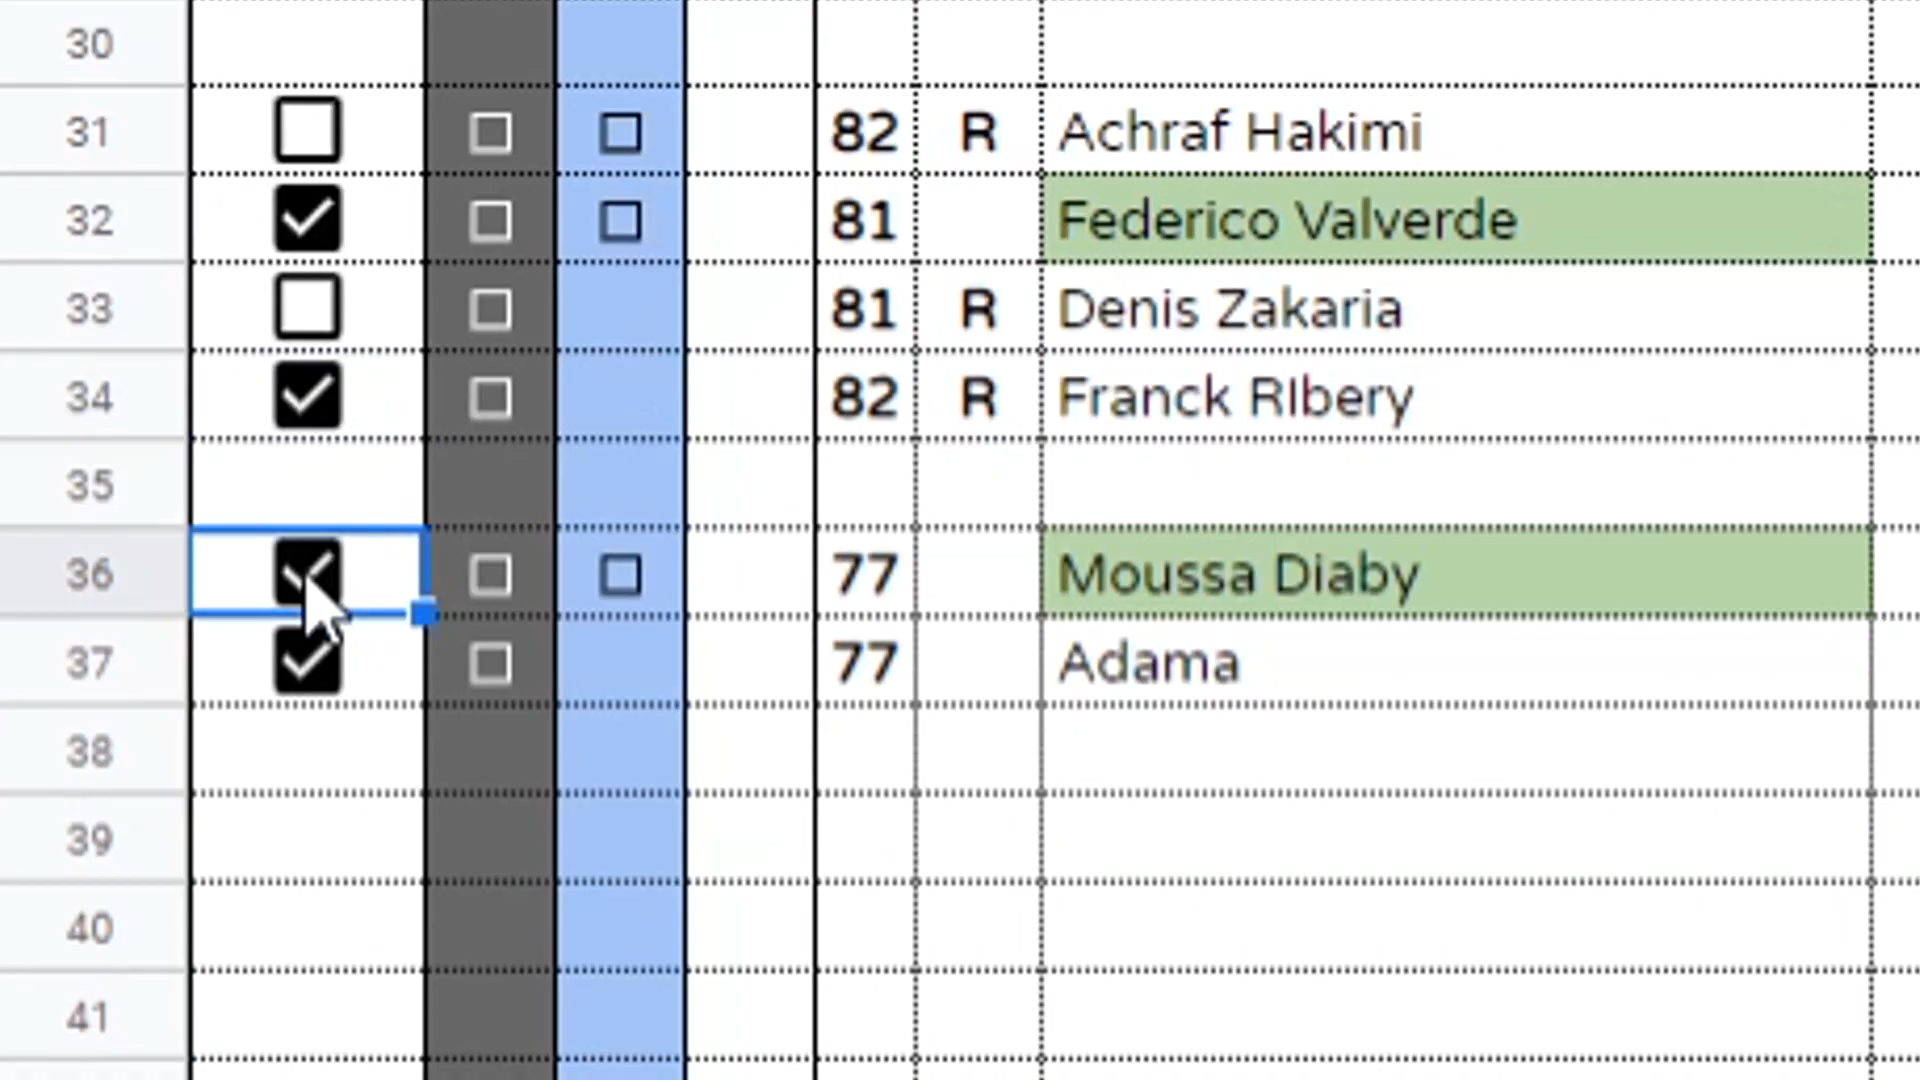 30
31 82 R Achraf Hakimi
32 81 Federico Valverde
33 81 R Denis Zakaria
34 82 R Franck RIbery
35
36 77 Moussa Diaby
37 77 Adama
38
39
40
41